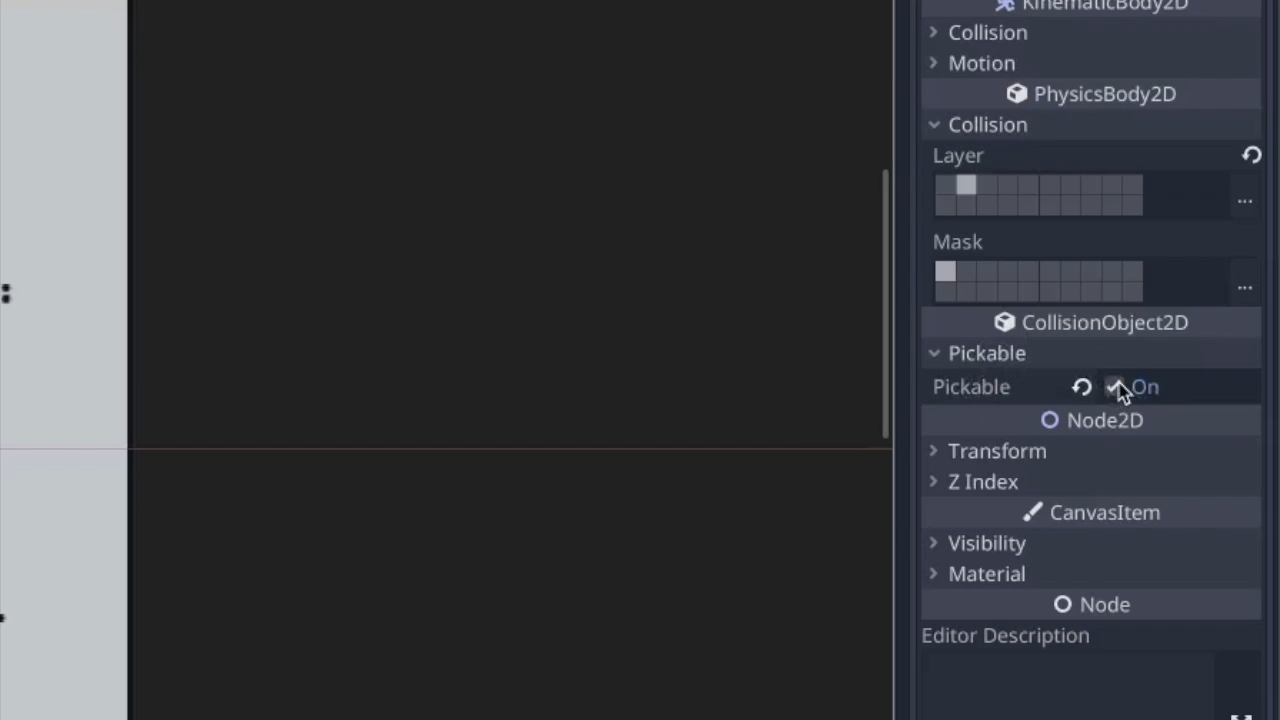 KinematicBody2D
Collision
Motion
PhysicsBody2D
Collision
Layer
...
Mask
...
CollisionObject2D
Pickable
Pickable On
Node2D
Transform
Z Index
CanvasItem
Visibility
Material
Node
Editor Description